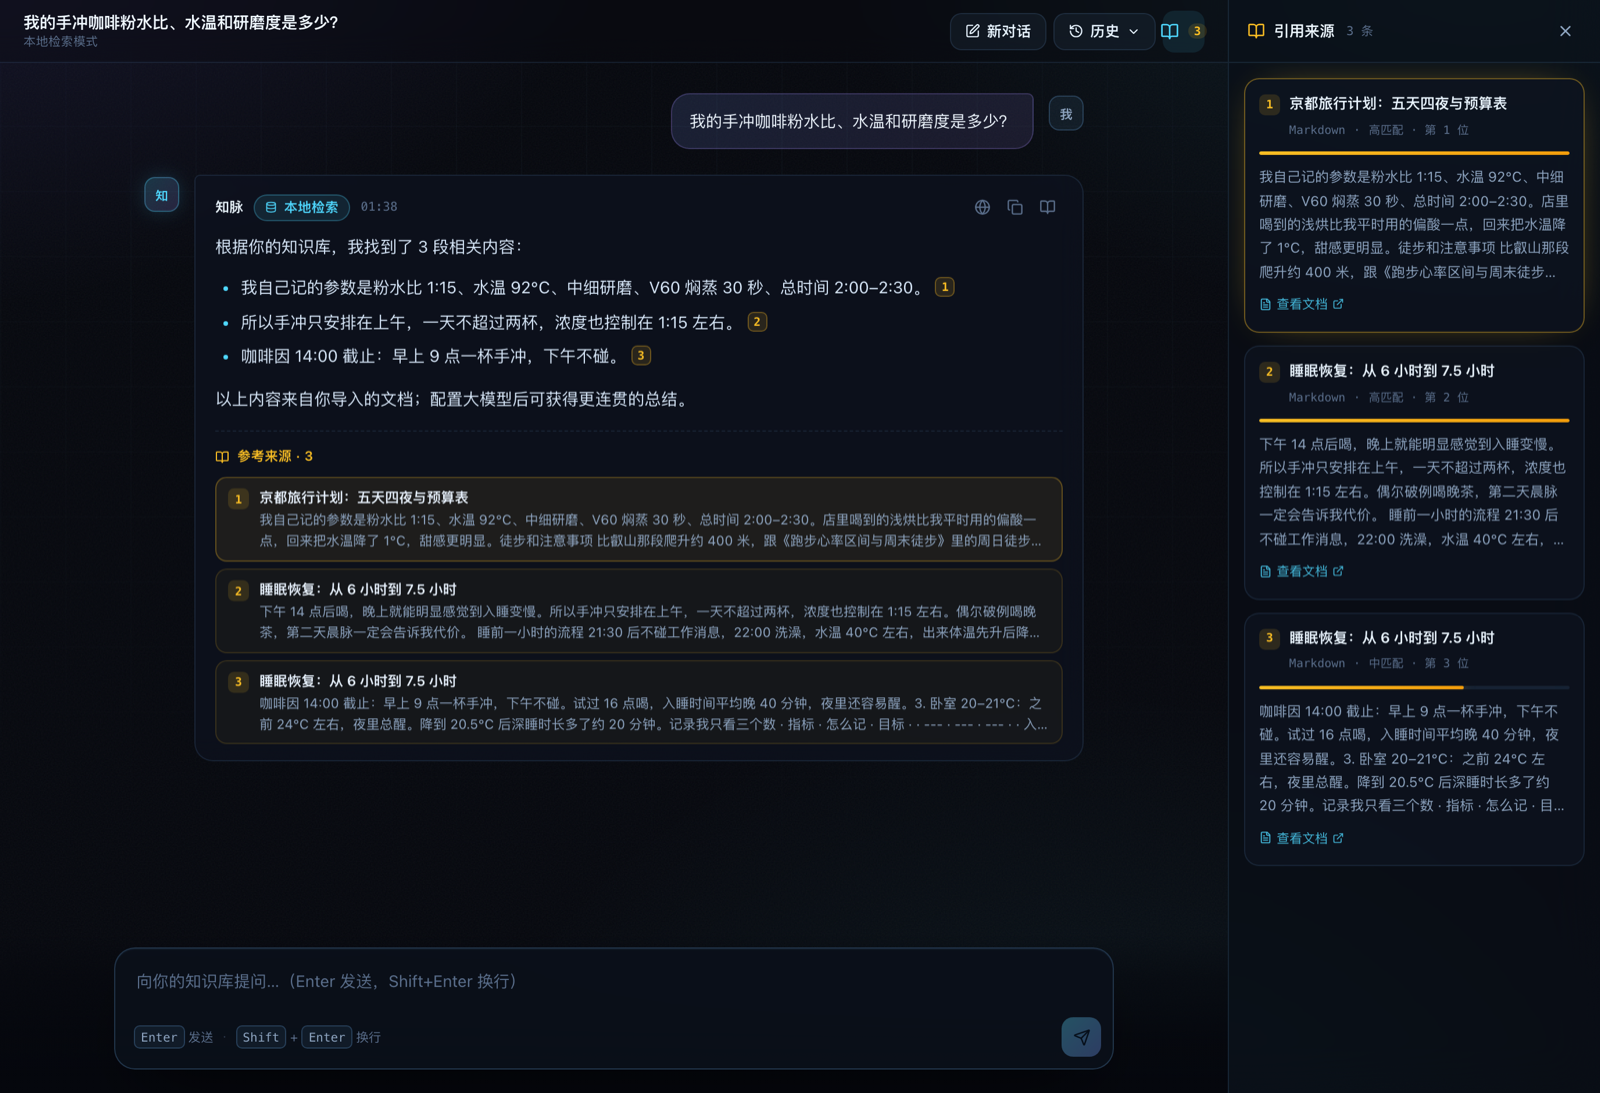 我的手冲咖啡粉水比、水温和研磨度是多少？
本地检索模式
新对话
历史
3
我的手冲咖啡粉水比、水温和研磨度是多少？
我
知
知脉
本地检索
01:38
根据你的知识库，我找到了 3 段相关内容：
• 我自己记的参数是粉水比 1:15、水温 92°C、中细研磨、V60 焖蒸 30 秒、总时间 2:00–2:30。 1
• 所以手冲只安排在上午，一天不超过两杯，浓度也控制在 1:15 左右。 2
• 咖啡因 14:00 截止：早上 9 点一杯手冲，下午不碰。 3
以上内容来自你导入的文档；配置大模型后可获得更连贯的总结。
参考来源 · 3
1 京都旅行计划：五天四夜与预算表
我自己记的参数是粉水比 1:15、水温 92°C、中细研磨、V60 焖蒸 30 秒、总时间 2:00–2:30。店里喝到的浅烘比我平时用的偏酸一
点，回来把水温降了 1°C，甜感更明显。徒步和注意事项 比叡山那段爬升约 400 米，跟《跑步心率区间与周末徒步》里的周日徒步...
2 睡眠恢复：从 6 小时到 7.5 小时
下午 14 点后喝，晚上就能明显感觉到入睡变慢。所以手冲只安排在上午，一天不超过两杯，浓度也控制在 1:15 左右。偶尔破例喝晚
茶，第二天晨脉一定会告诉我代价。 睡前一小时的流程 21:30 后不碰工作消息，22:00 洗澡，水温 40°C 左右，出来体温先升后降...
3 睡眠恢复：从 6 小时到 7.5 小时
咖啡因 14:00 截止：早上 9 点一杯手冲，下午不碰。试过 16 点喝，入睡时间平均晚 40 分钟，夜里还容易醒。3. 卧室 20–21°C：之
前 24°C 左右，夜里总醒。降到 20.5°C 后深睡时长多了约 20 分钟。记录我只看三个数 · 指标 · 怎么记 · 目标 · · --- · --- · --- · · 入...
向你的知识库提问...（Enter 发送，Shift+Enter 换行）
Enter 发送 · Shift + Enter 换行
引用来源 3 条
1 京都旅行计划：五天四夜与预算表
Markdown · 高匹配 · 第 1 位
我自己记的参数是粉水比 1:15、水温 92°C、中细
研磨、V60 焖蒸 30 秒、总时间 2:00–2:30。店里
喝到的浅烘比我平时用的偏酸一点，回来把水温降
了 1°C，甜感更明显。徒步和注意事项 比叡山那段
爬升约 400 米，跟《跑步心率区间与周末徒步...
查看文档
2 睡眠恢复：从 6 小时到 7.5 小时
Markdown · 高匹配 · 第 2 位
下午 14 点后喝，晚上就能明显感觉到入睡变慢。
所以手冲只安排在上午，一天不超过两杯，浓度也
控制在 1:15 左右。偶尔破例喝晚茶，第二天晨脉
一定会告诉我代价。 睡前一小时的流程 21:30 后
不碰工作消息，22:00 洗澡，水温 40°C 左右，...
查看文档
3 睡眠恢复：从 6 小时到 7.5 小时
Markdown · 中匹配 · 第 3 位
咖啡因 14:00 截止：早上 9 点一杯手冲，下午不
碰。试过 16 点喝，入睡时间平均晚 40 分钟，夜
里还容易醒。3. 卧室 20–21°C：之前 24°C 左
右，夜里总醒。降到 20.5°C 后深睡时长多了约
20 分钟。记录我只看三个数 · 指标 · 怎么记 · 目...
查看文档